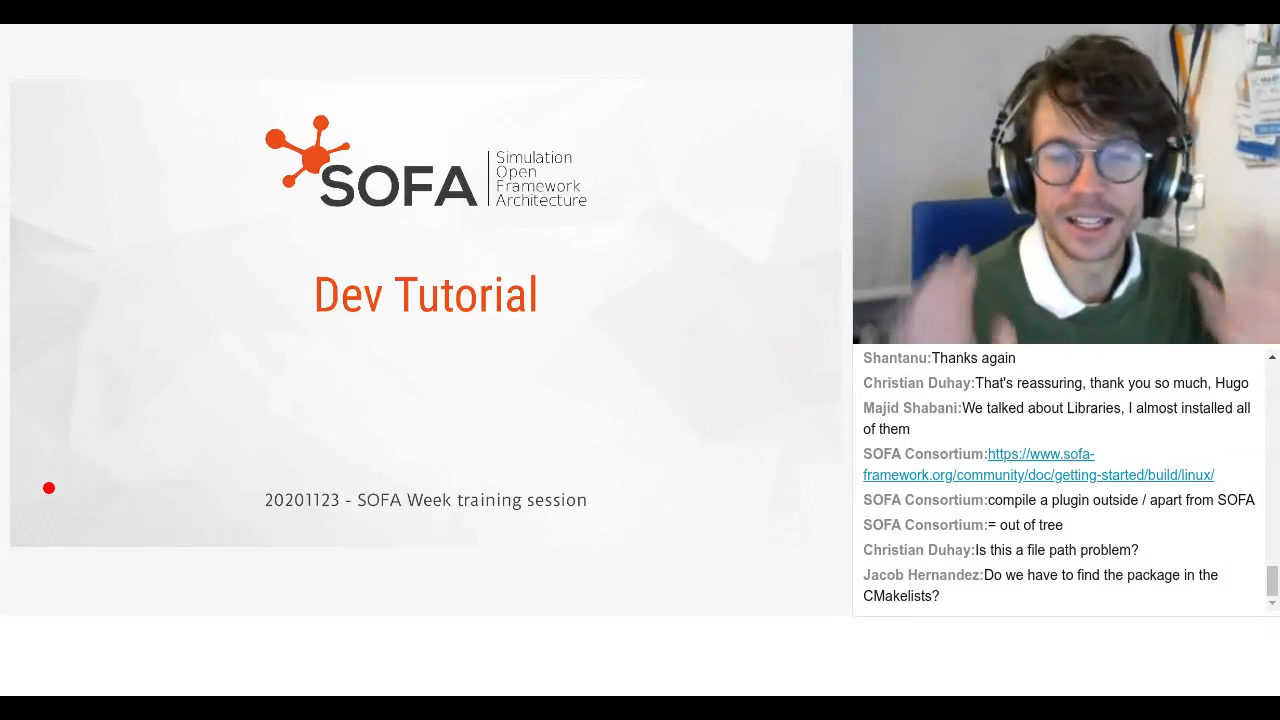 SOFA
Simulation
Open
Framework
Architecture
Dev Tutorial
20201123 - SOFA Week training session
Shantanu:Thanks again
Christian Duhay:That's reassuring, thank you so much, Hugo
Majid Shabani:We talked about Libraries, I almost installed all
of them
SOFA Consortium:https://www.sofa-
framework.org/community/doc/getting-started/build/linux/
SOFA Consortium:compile a plugin outside / apart from SOFA
SOFA Consortium:= out of tree
Christian Duhay:Is this a file path problem?
Jacob Hernandez:Do we have to find the package in the
CMakelists?